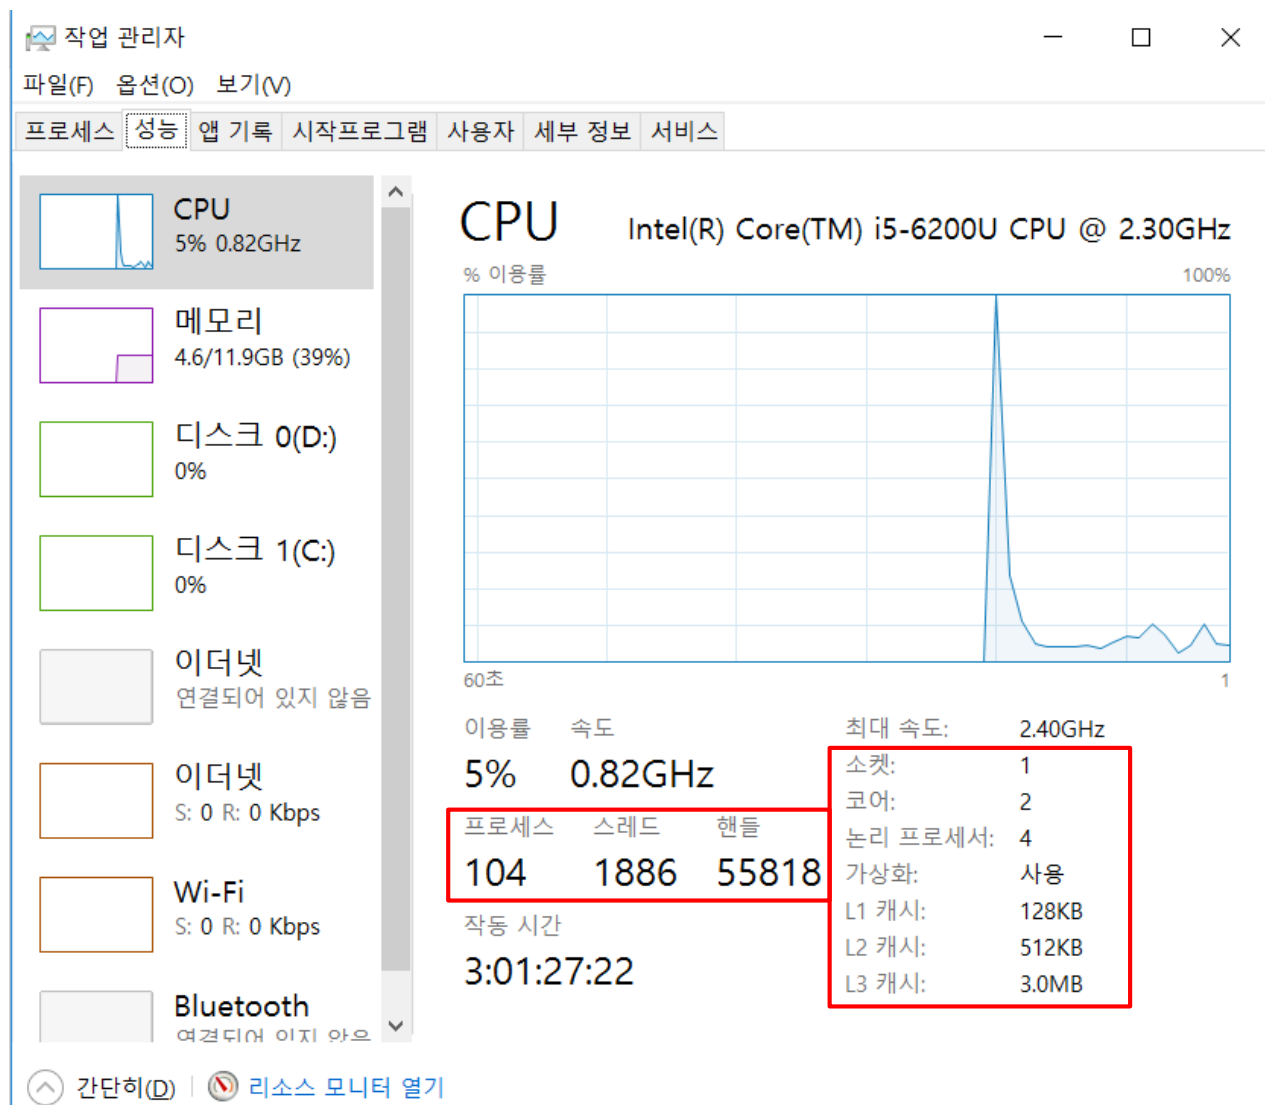 작업 관리자
파일(F) 옵션(O) 보기(V)
프로세스 성능 앱 기록 시작프로그램 사용자 세부 정보 서비스
CPU
5% 0.82GHz
메모리
4.6/11.9GB (39%)
디스크 0(D:)
0%
디스크 1(C:)
0%
이더넷
연결되어 있지 않음
이더넷
S: 0 R: 0 Kbps
Wi-Fi
S: 0 R: 0 Kbps
Bluetooth
연결되어 있지 않음
CPU Intel(R) Core(TM) i5-6200U CPU @ 2.30GHz
% 이용률 100%
60초 1
이용률 속도
5% 0.82GHz
프로세스 스레드 핸들
104 1886 55818
작동 시간
3:01:27:22
최대 속도: 2.40GHz
소켓: 1
코어: 2
논리 프로세서: 4
가상화: 사용
L1 캐시: 128KB
L2 캐시: 512KB
L3 캐시: 3.0MB
간단히(D) 리소스 모니터 열기